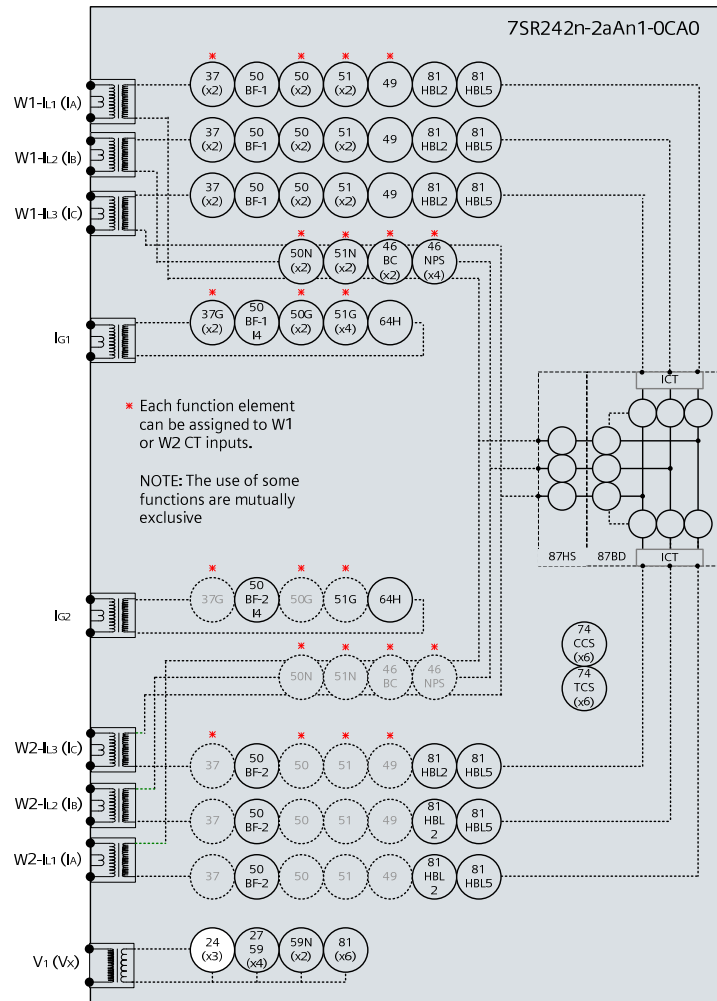 7SR242n-2aAn1-0CA0
W1-IL1 (IA)
37 (x2)
50 BF-1
50 (x2)
51 (x2)
49
81 HBL2
81 HBL5
W1-IL2 (IB)
37 (x2)
50 BF-1
50 (x2)
51 (x2)
49
81 HBL2
81 HBL5
W1-IL3 (IC)
37 (x2)
50 BF-1
50 (x2)
51 (x2)
49
81 HBL2
81 HBL5
50N (x2)
51N (x2)
46 BC (x2)
46 NPS (x4)
IG1
37G (x2)
50 BF-1 I4
50G (x2)
51G (x4)
64H
ICT
* Each function element
can be assigned to W1
or W2 CT inputs.
NOTE: The use of some
functions are mutually
exclusive
87HS
87BD
ICT
IG2
37G
50 BF-2 I4
50G
51G
64H
74 CCS (x6)
74 TCS (x6)
50N
51N
46 BC
46 NPS
W2-IL3 (IC)
37
50 BF-2
50
51
49
81 HBL2
81 HBL5
W2-IL2 (IB)
37
50 BF-2
50
51
49
81 HBL 2
81 HBL5
W2-IL1 (IA)
37
50 BF-2
50
51
49
81 HBL 2
81 HBL5
V1 (VX)
24 (x3)
27 59 (x4)
59N (x2)
81 (x6)